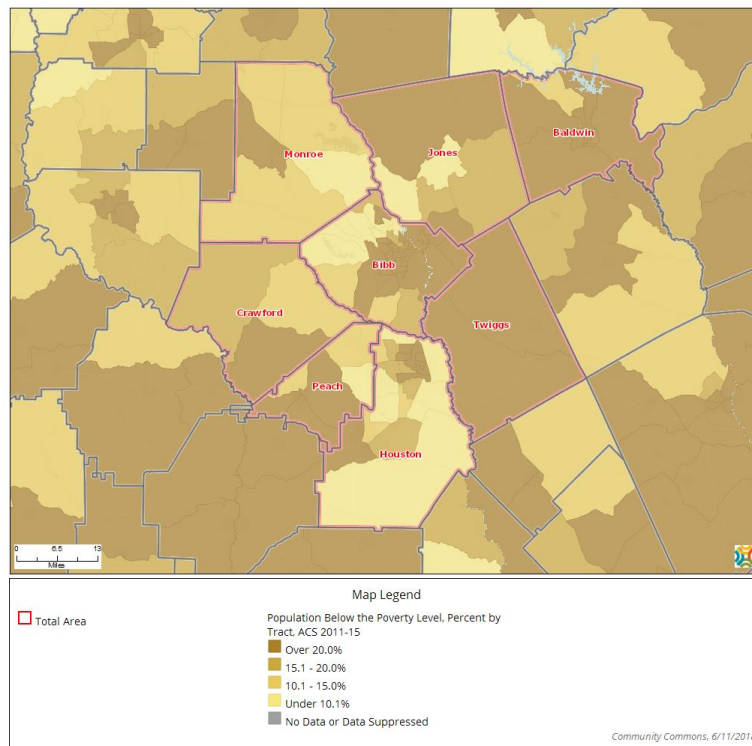 Monroe
Jones
Baldwin
Bibb
Crawford
Twiggs
Peach
Houston
0 6.5 13
Miles
Map Legend
Total Area
Population Below the Poverty Level, Percent by
Tract, ACS 2011-15
Over 20.0%
15.1 - 20.0%
10.1 - 15.0%
Under 10.1%
No Data or Data Suppressed
Community Commons, 6/11/201